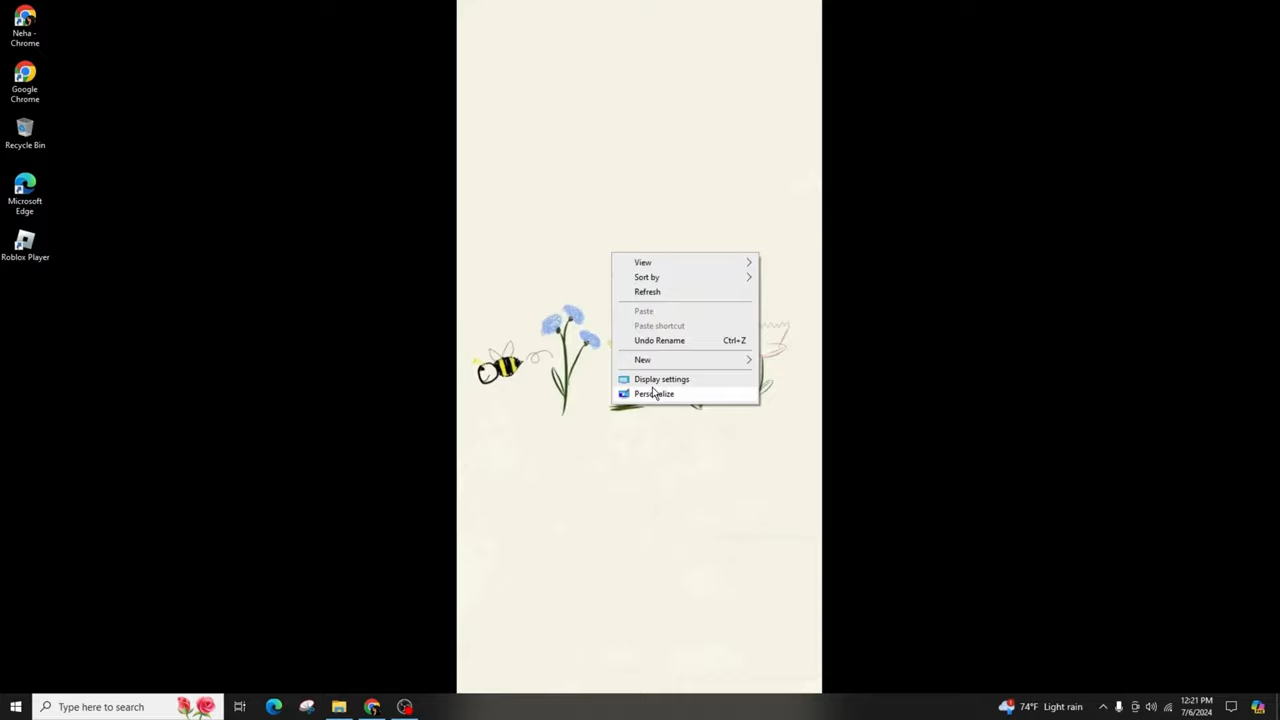 Neha -
Chrome
Google
Chrome
Recycle Bin
Microsoft
Edge
Roblox Player
View
Sort by
Refresh
Paste
Paste shortcut
Undo Rename Ctrl+Z
New
Display settings
Personalize
Type here to search
74°F Light rain
12:21 PM
7/6/2024